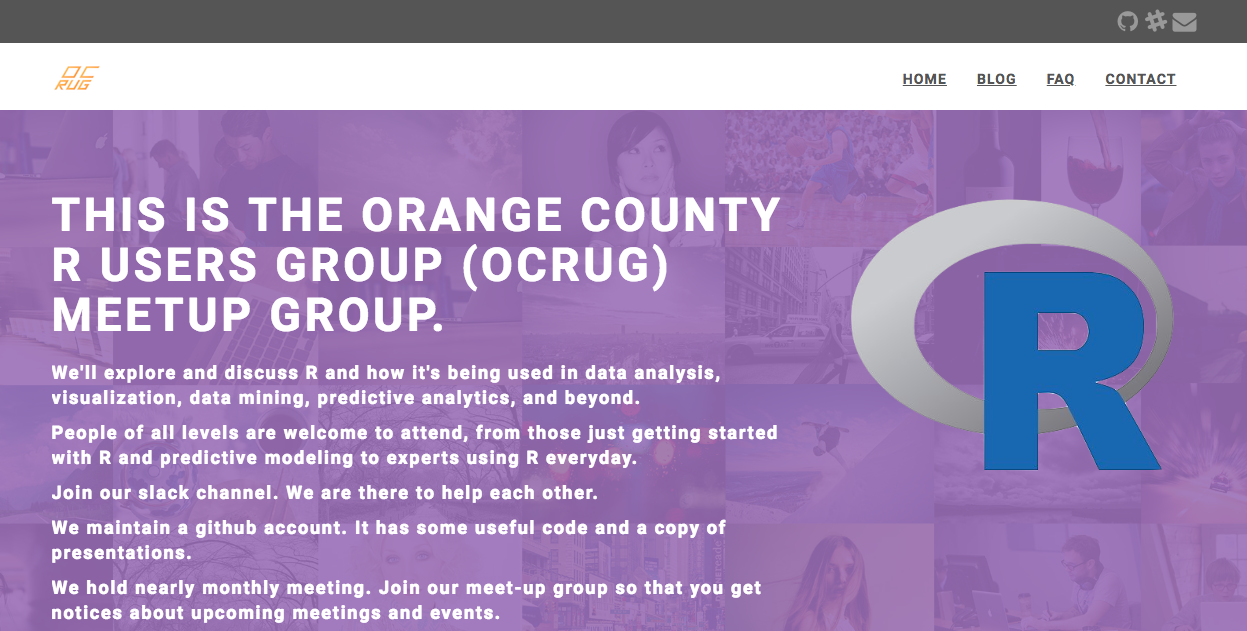 OC
RUG
HOME BLOG FAQ CONTACT
THIS IS THE ORANGE COUNTY
R USERS GROUP (OCRUG)
MEETUP GROUP.
R
We'll explore and discuss R and how it's being used in data analysis,
visualization, data mining, predictive analytics, and beyond.
People of all levels are welcome to attend, from those just getting started
with R and predictive modeling to experts using R everyday.
Join our slack channel. We are there to help each other.
We maintain a github account. It has some useful code and a copy of
presentations.
We hold nearly monthly meeting. Join our meet-up group so that you get
notices about upcoming meetings and events.